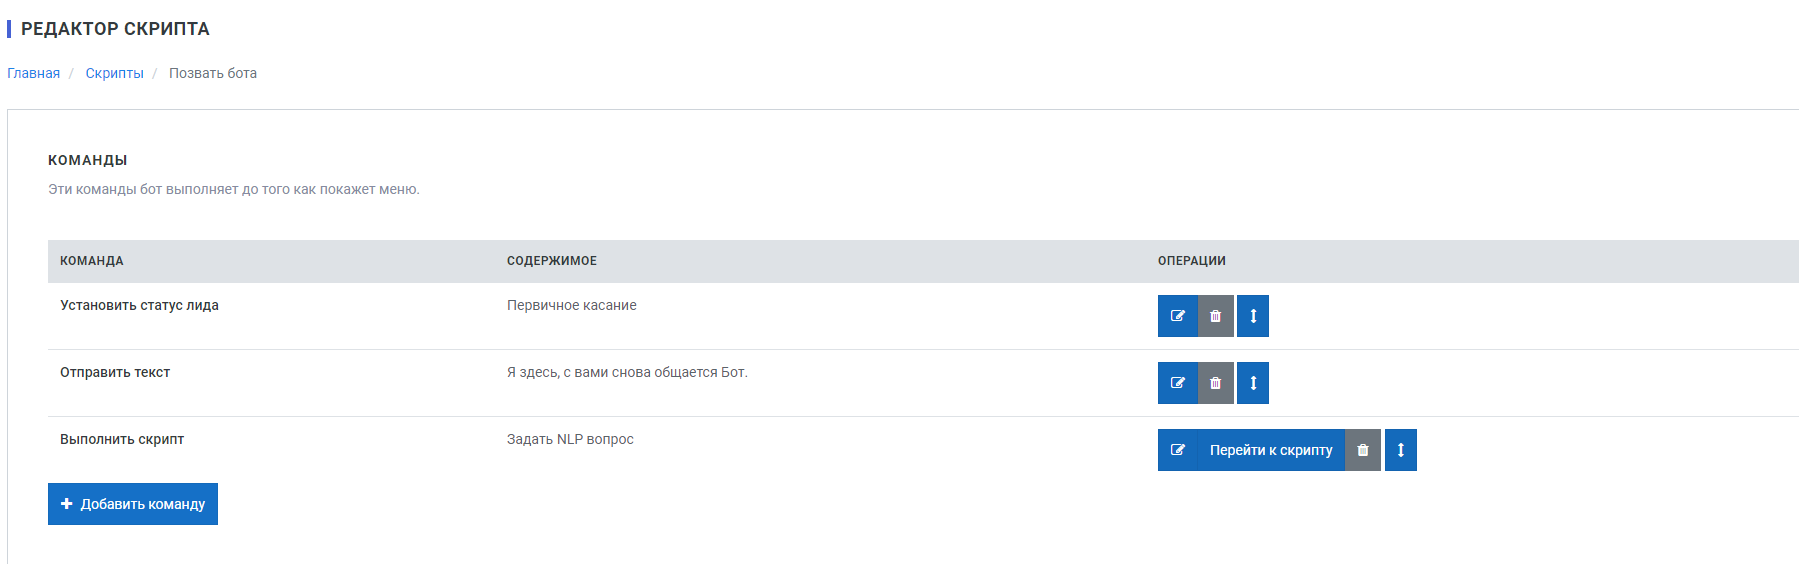 РЕДАКТОР СКРИПТА
Главная / Скрипты / Позвать бота
КОМАНДЫ
Эти команды бот выполняет до того как покажет меню.
КОМАНДА СОДЕРЖИМОЕ ОПЕРАЦИИ
Установить статус лида Первичное касание
Отправить текст Я здесь, с вами снова общается Бот.
Выполнить скрипт Задать NLP вопрос Перейти к скрипту
Добавить команду